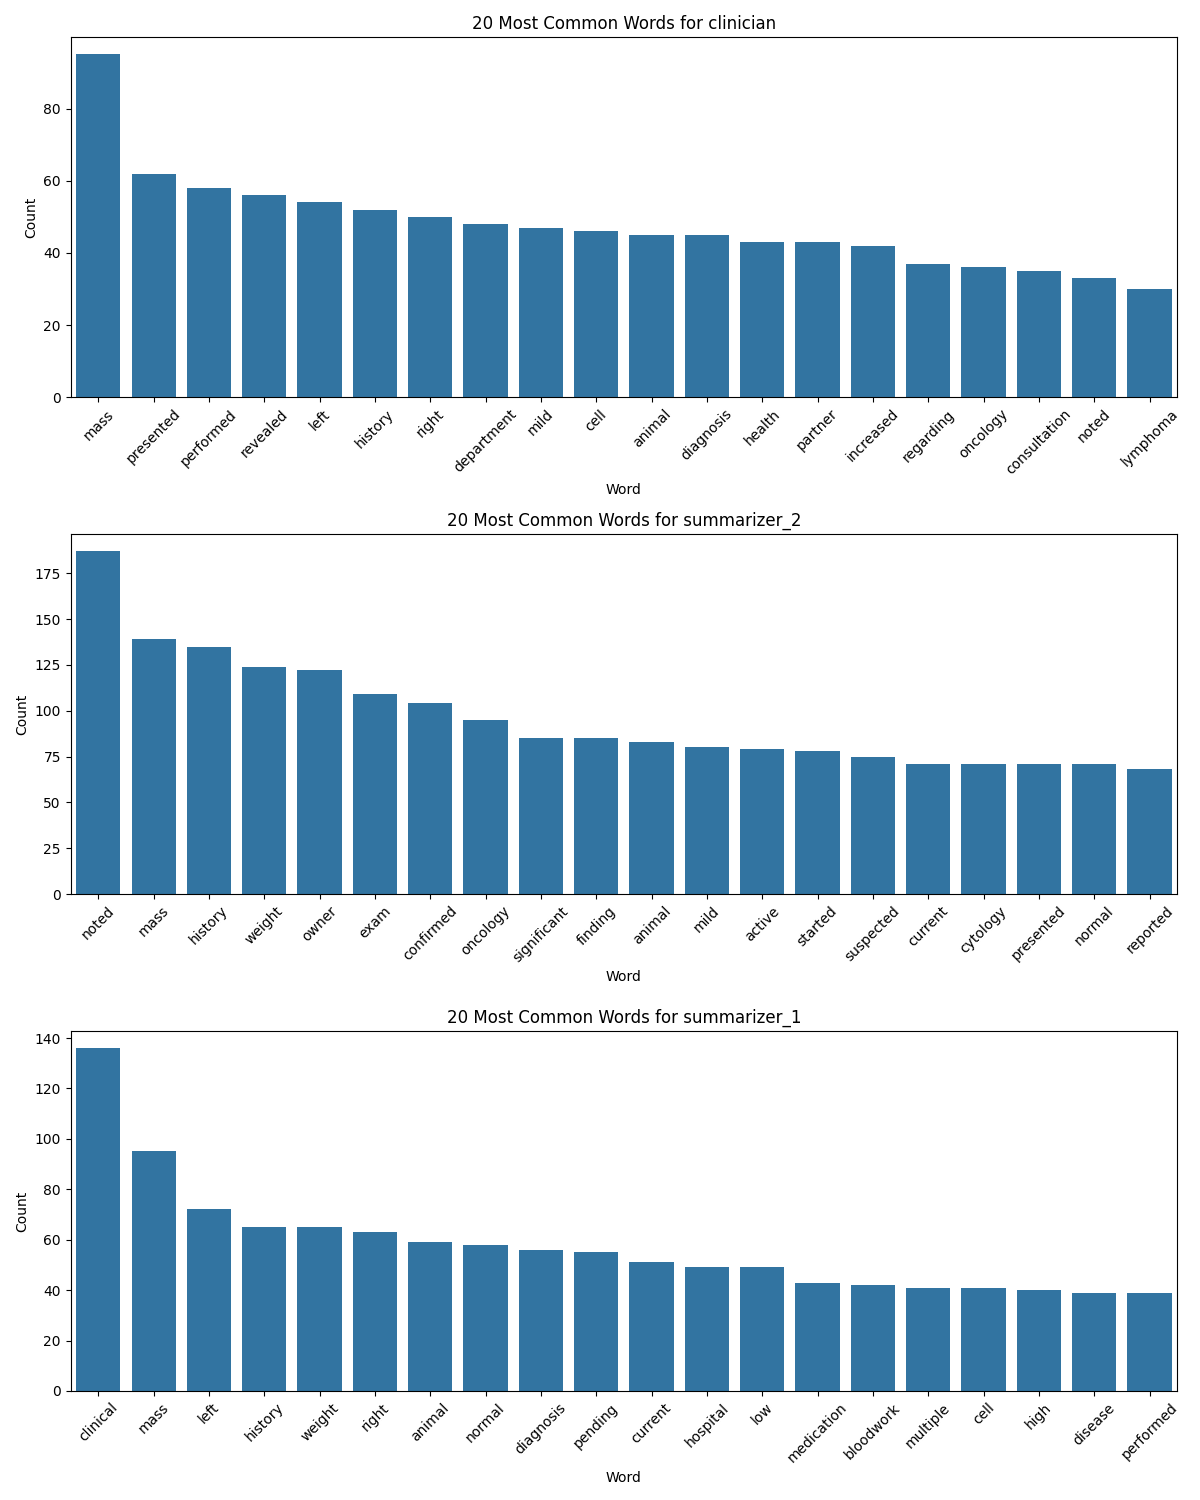 20 Most Common Words for clinician
80
60
40
20
0
Count
mass presented performed revealed left history right department mild cell animal diagnosis health partner increased regarding oncology consultation noted lymphoma
Word
20 Most Common Words for summarizer_2
175
150
125
100
75
50
25
0
Count
noted mass history weight owner exam confirmed oncology significant finding animal mild active started suspected current cytology presented normal reported
Word
20 Most Common Words for summarizer_1
140
120
100
80
60
40
20
0
Count
clinical mass left history weight right animal normal diagnosis pending current hospital low medication bloodwork multiple cell high disease performed
Word